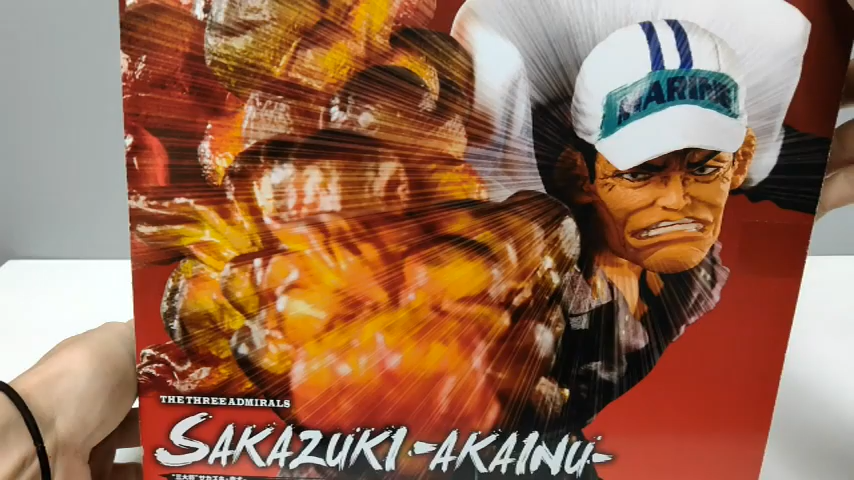 MARINE
THE THREE ADMIRALS
SAKAZUKI -AKAINU-